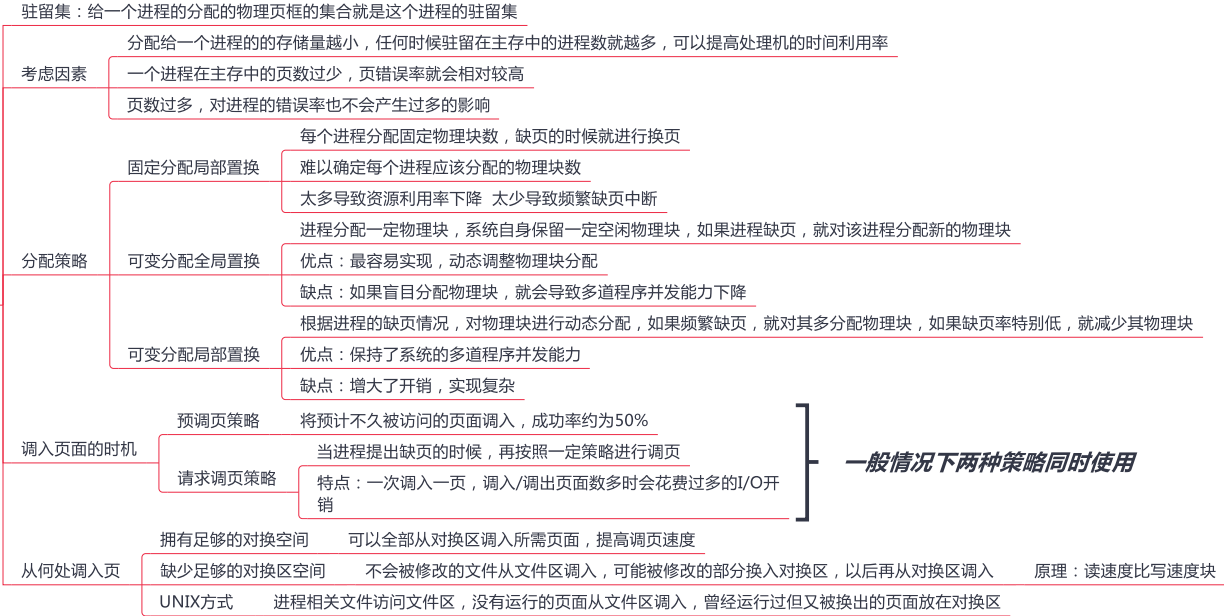 驻留集：给一个进程的分配的物理页框的集合就是这个进程的驻留集
考虑因素
分配给一个进程的的存储量越小，任何时候驻留在主存中的进程数就越多，可以提高处理机的时间利用率
一个进程在主存中的页数过少，页错误率就会相对较高
页数过多，对进程的错误率也不会产生过多的影响
分配策略
固定分配局部置换
每个进程分配固定物理块数，缺页的时候就进行换页
难以确定每个进程应该分配的物理块数
太多导致资源利用率下降 太少导致频繁缺页中断
可变分配全局置换
进程分配一定物理块，系统自身保留一定空闲物理块，如果进程缺页，就对该进程分配新的物理块
优点：最容易实现，动态调整物理块分配
缺点：如果盲目分配物理块，就会导致多道程序并发能力下降
可变分配局部置换
根据进程的缺页情况，对物理块进行动态分配，如果频繁缺页，就对其多分配物理块，如果缺页率特别低，就减少其物理块
优点：保持了系统的多道程序并发能力
缺点：增大了开销，实现复杂
调入页面的时机
预调页策略
将预计不久被访问的页面调入，成功率约为50%
请求调页策略
当进程提出缺页的时候，再按照一定策略进行调页
特点：一次调入一页，调入/调出页面数多时会花费过多的I/O开
销
一般情况下两种策略同时使用
从何处调入页
拥有足够的对换空间
可以全部从对换区调入所需页面，提高调页速度
缺少足够的对换区空间
不会被修改的文件从文件区调入，可能被修改的部分换入对换区，以后再从对换区调入
原理：读速度比写速度块
UNIX方式
进程相关文件访问文件区，没有运行的页面从文件区调入，曾经运行过但又被换出的页面放在对换区